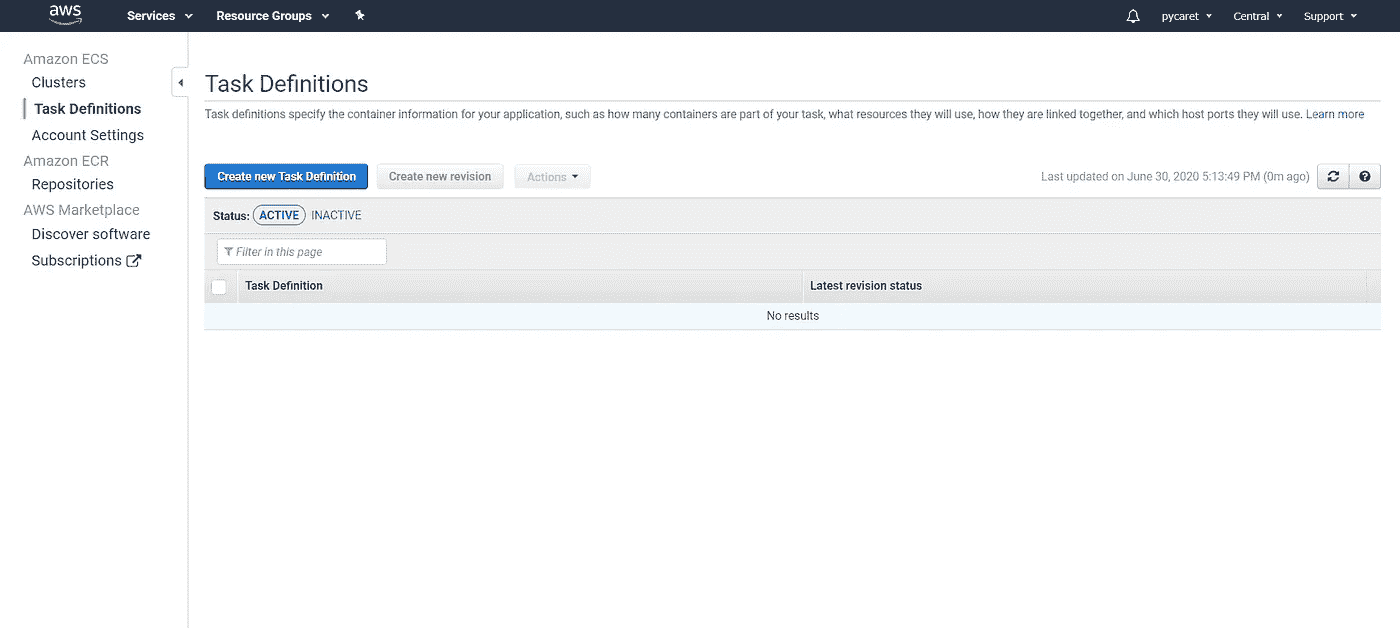 aws Services Resource Groups pycaret Central Support
Amazon ECS
Clusters
Task Definitions
Account Settings
Amazon ECR
Repositories
AWS Marketplace
Discover software
Subscriptions
Task Definitions
Task definitions specify the container information for your application, such as how many containers are part of your task, what resources they will use, how they are linked together, and which host ports they will use. Learn more
Create new Task Definition Create new revision Actions Last updated on June 30, 2020 5:13:49 PM (0m ago)
Status: ACTIVE INACTIVE
Filter in this page
Task Definition Latest revision status
No results